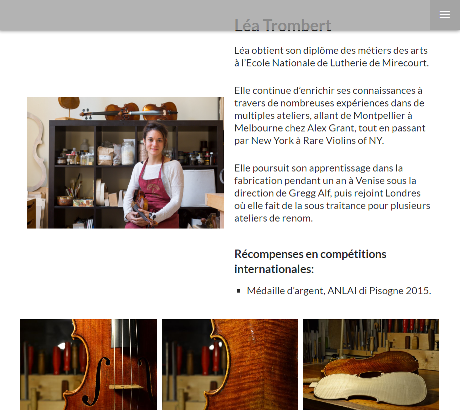 Léa Trombert
Léa obtient son diplôme des métiers des arts
à l'Ecole Nationale de Lutherie de Mirecourt.
Elle continue d'enrichir ses connaissances à
travers de nombreuses expériences dans de
multiples ateliers, allant de Montpellier à
Melbourne chez Alex Grant, tout en passant
par New York à Rare Violins of NY.
Elle poursuit son apprentissage dans la
fabrication pendant un an à Venise sous la
direction de Gregg Alf, puis rejoint Londres
où elle fait de la sous traitance pour plusieurs
ateliers de renom.
Récompenses en compétitions
internationales:
Médaille d'argent, ANLAI di Pisogne 2015.